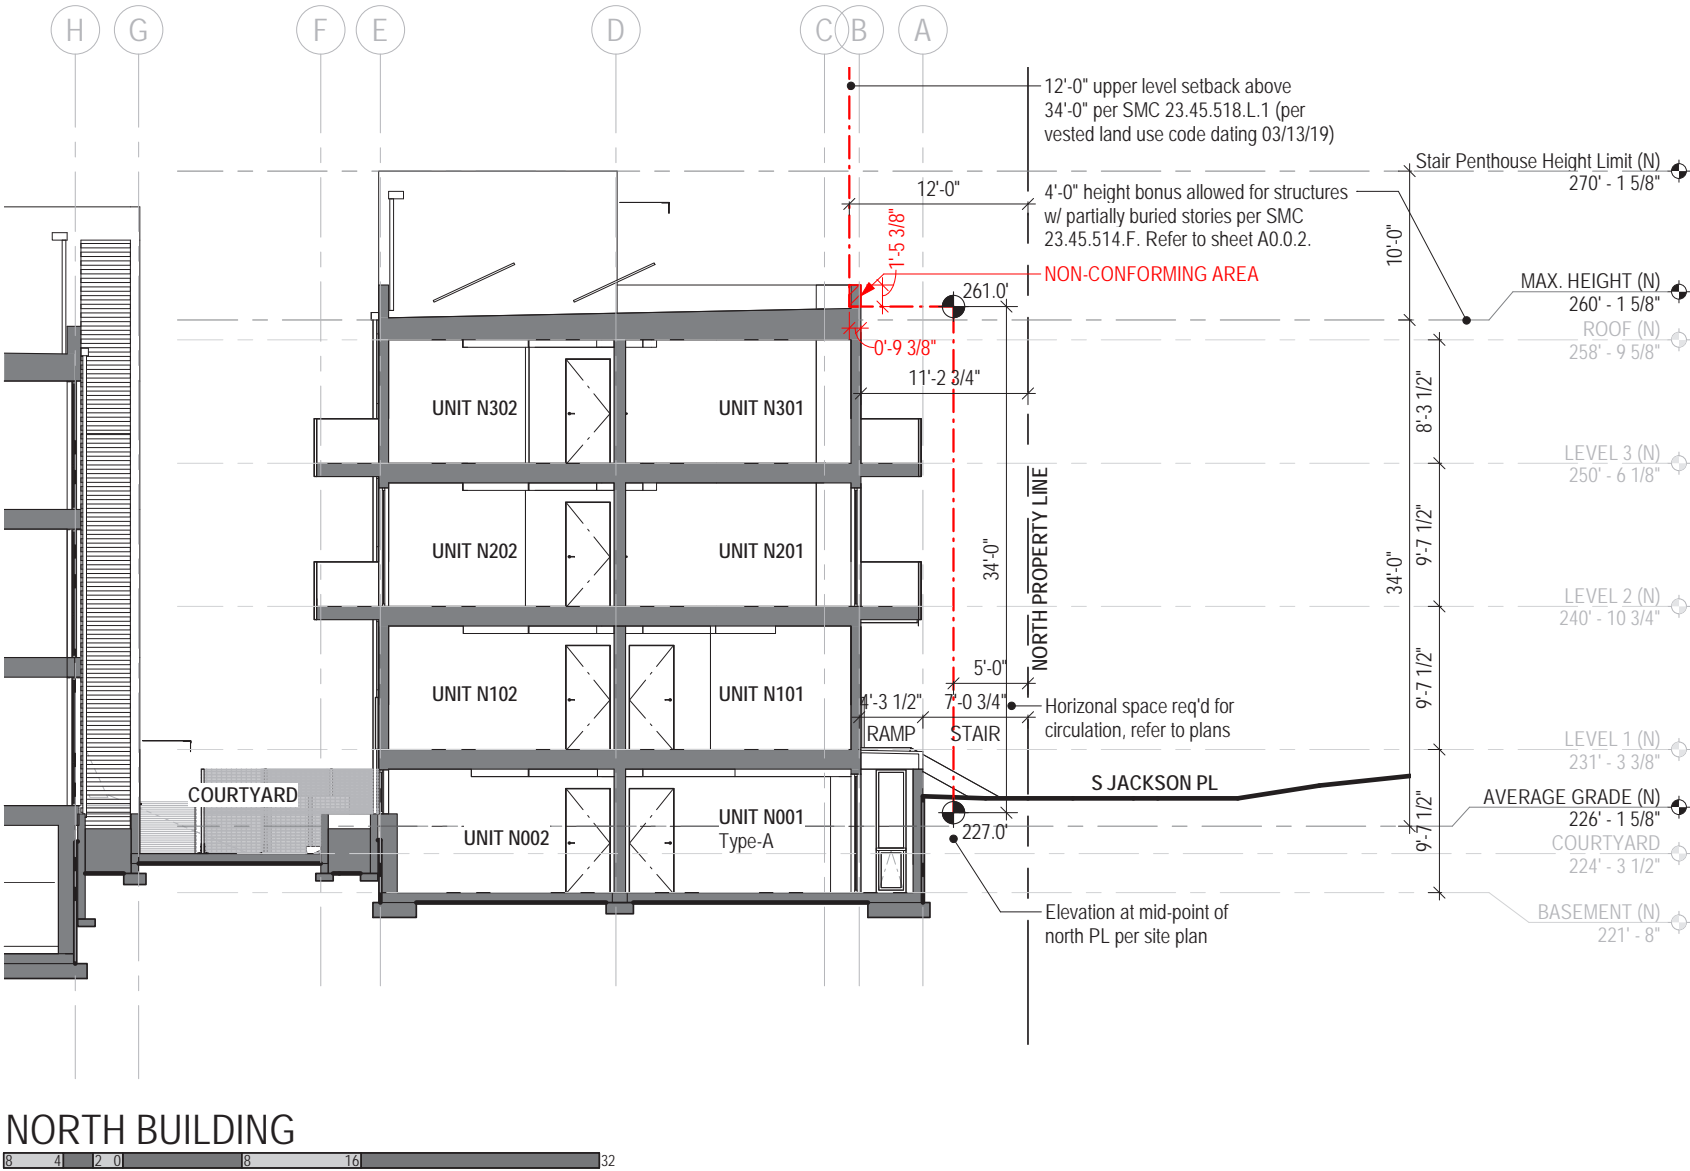 H
G
F
E
D
C
B
A
12'-0" upper level setback above
34'-0" per SMC 23.45.518.L.1 (per
vested land use code dating 03/13/19)
Stair Penthouse Height Limit (N)
270' - 1 5/8"
12'-0"
4'-0" height bonus allowed for structures
w/ partially buried stories per SMC
23.45.514.F. Refer to sheet A0.0.2.
1'-5 3/8"
10'-0"
NON-CONFORMING AREA
261.0'
MAX. HEIGHT (N)
260' - 1 5/8"
ROOF (N)
258' - 9 5/8"
0'-9 3/8"
11'-2 3/4"
8'-3 1/2"
UNIT N302
UNIT N301
LEVEL 3 (N)
250' - 6 1/8"
NORTH PROPERTY LINE
9'-7 1/2"
UNIT N202
UNIT N201
34'-0"
34'-0"
LEVEL 2 (N)
240' - 10 3/4"
5'-0"
9'-7 1/2"
UNIT N102
UNIT N101
4'-3 1/2"
7'-0 3/4"
Horizonal space req'd for
circulation, refer to plans
RAMP
STAIR
LEVEL 1 (N)
231' - 3 3/8"
S JACKSON PL
COURTYARD
AVERAGE GRADE (N)
226' - 1 5/8"
9'-7 1/2"
UNIT N002
UNIT N001
Type-A
227.0'
COURTYARD
224' - 3 1/2"
Elevation at mid-point of
north PL per site plan
BASEMENT (N)
221' - 8"
NORTH BUILDING
8 4 2 0 8 16 32